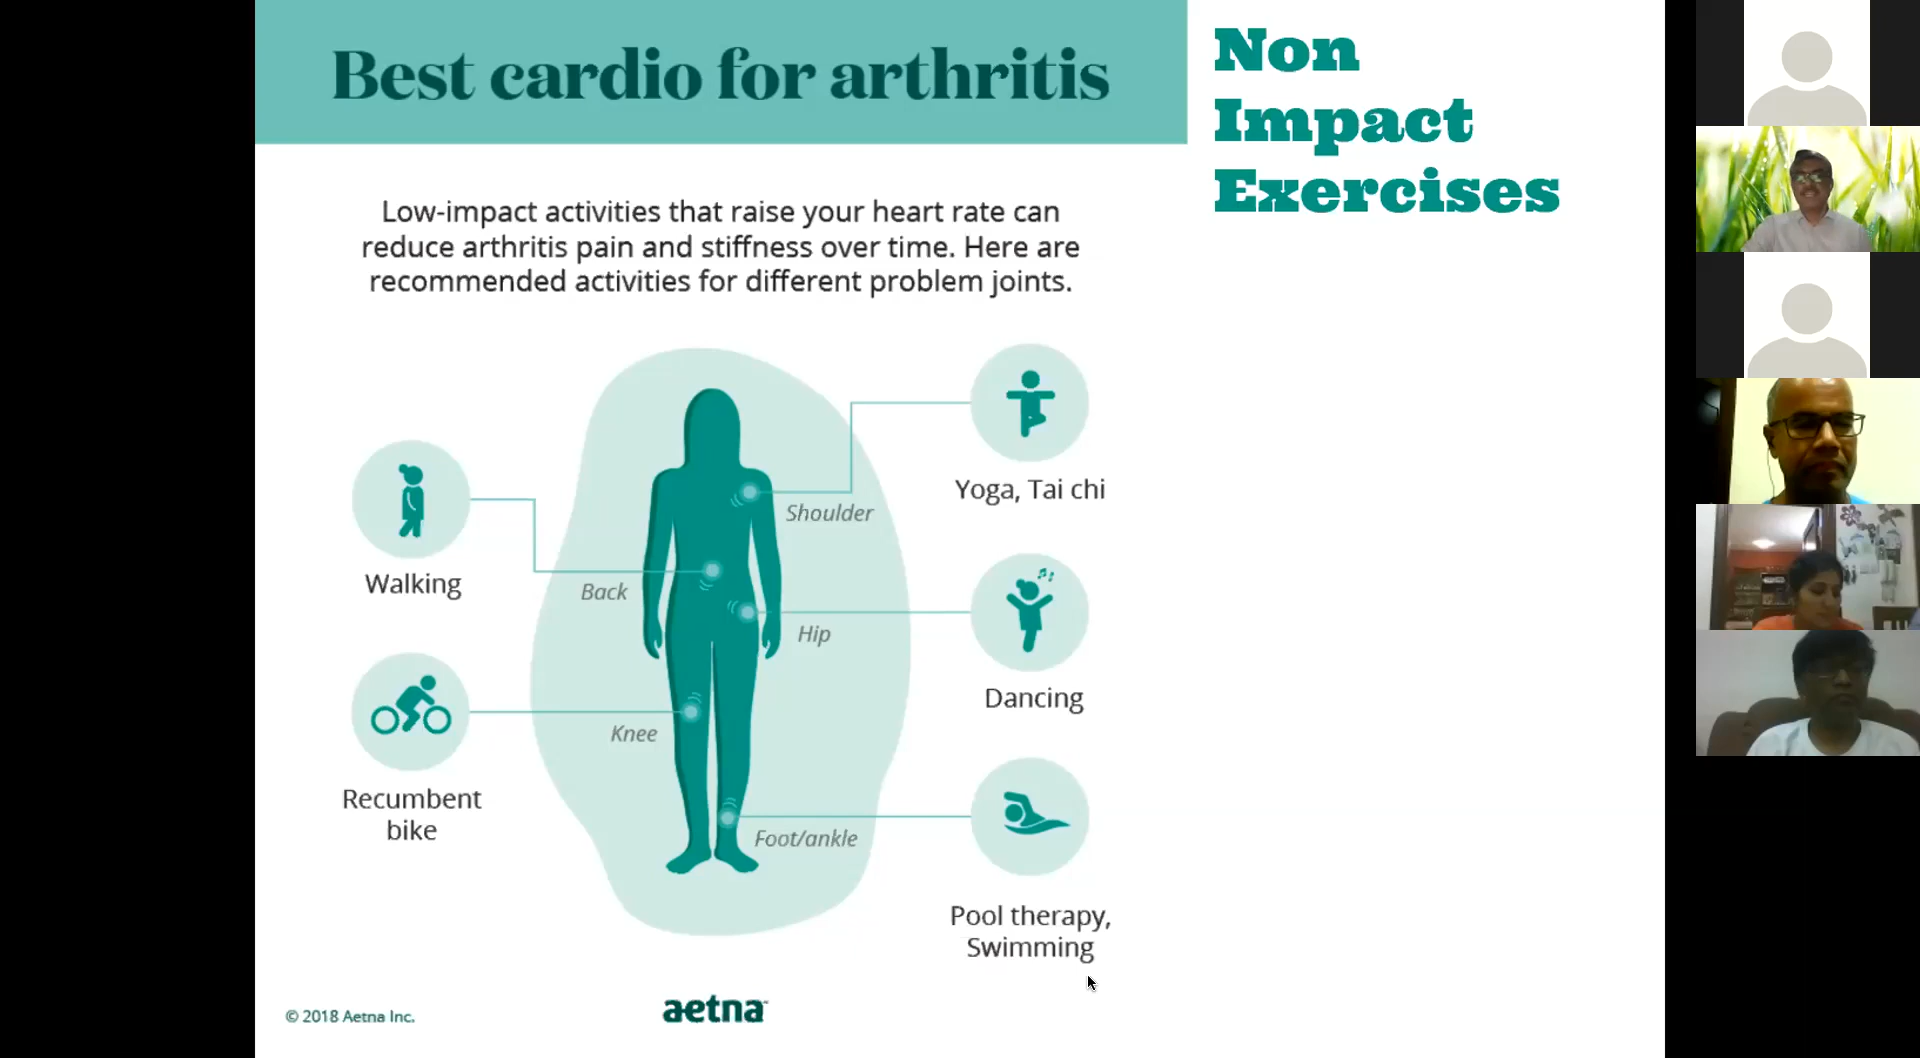 Best cardio for arthritis
Non
Impact
Exercises
Low-impact activities that raise your heart rate can
reduce arthritis pain and stiffness over time. Here are
recommended activities for different problem joints.
Yoga, Tai chi
Shoulder
Walking
Back
Hip
Dancing
Knee
Recumbent
bike
Foot/ankle
Pool therapy,
Swimming
© 2018 Aetna Inc.
aetna™